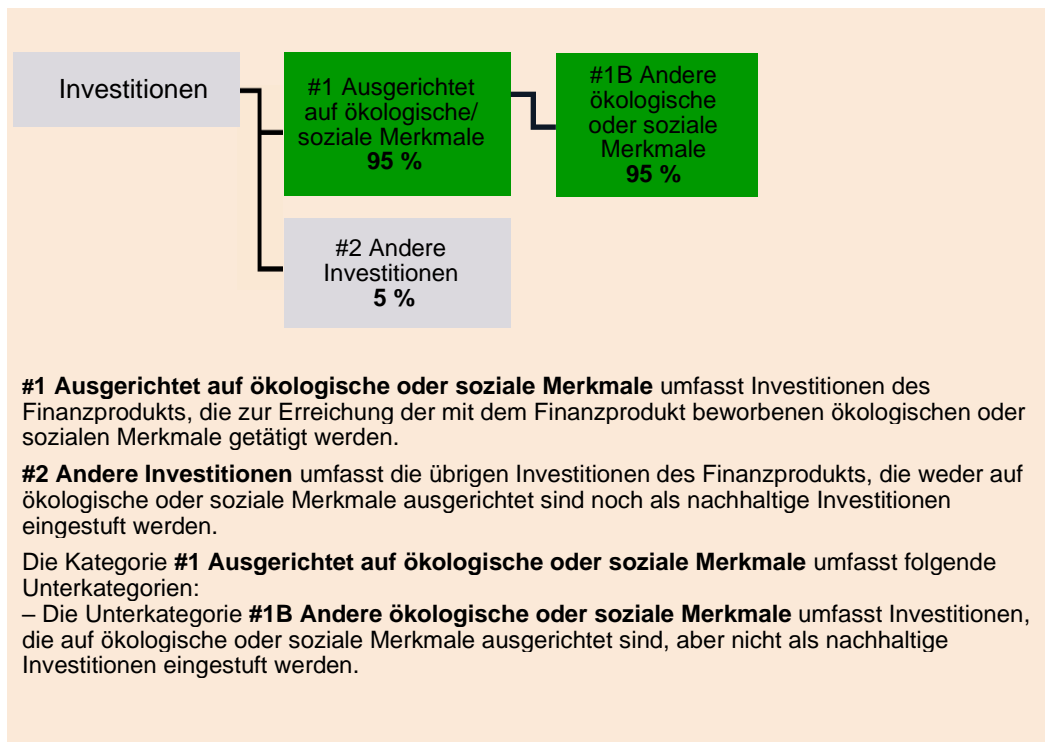 Investitionen
#1 Ausgerichtet
auf ökologische/
soziale Merkmale
95 %
#1B Andere
ökologische
oder soziale
Merkmale
95 %
#2 Andere
Investitionen
5 %
#1 Ausgerichtet auf ökologische oder soziale Merkmale umfasst Investitionen des
Finanzprodukts, die zur Erreichung der mit dem Finanzprodukt beworbenen ökologischen oder
sozialen Merkmale getätigt werden.
#2 Andere Investitionen umfasst die übrigen Investitionen des Finanzprodukts, die weder auf
ökologische oder soziale Merkmale ausgerichtet sind noch als nachhaltige Investitionen
eingestuft werden.
Die Kategorie #1 Ausgerichtet auf ökologische oder soziale Merkmale umfasst folgende
Unterkategorien:
– Die Unterkategorie #1B Andere ökologische oder soziale Merkmale umfasst Investitionen,
die auf ökologische oder soziale Merkmale ausgerichtet sind, aber nicht als nachhaltige
Investitionen eingestuft werden.